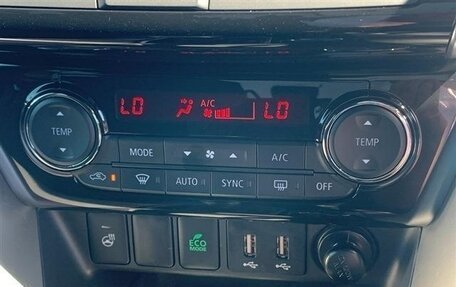 LO A/C LO
TEMP
TEMP
MODE A/C
AUTO SYNC OFF
ECO
MODE